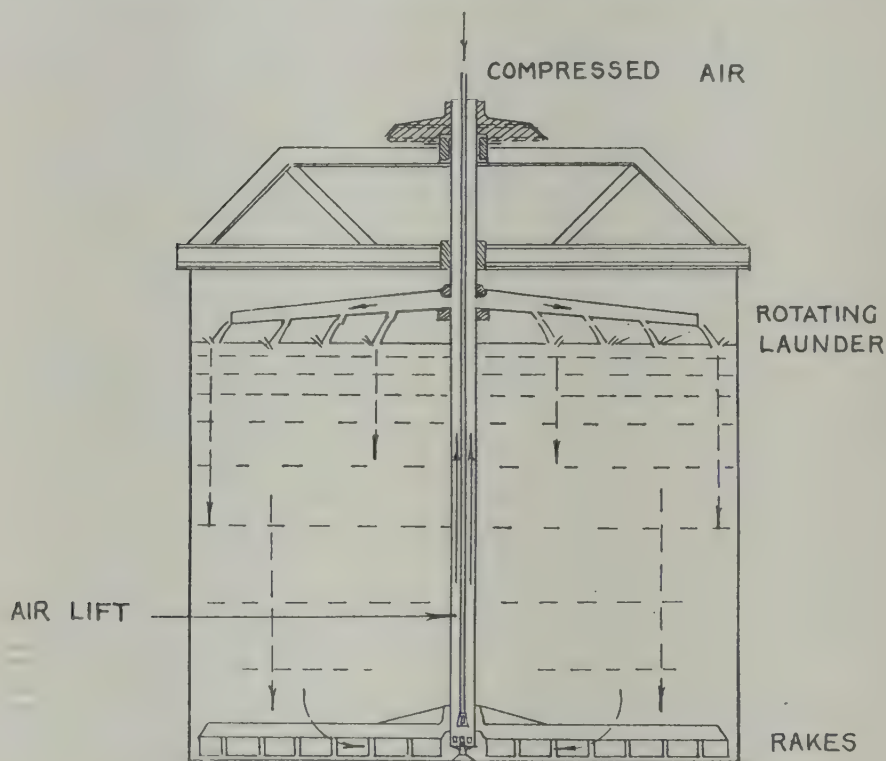 COMPRESSED AIR
ROTATING
LAUNDER
AIR LIFT
RAKES